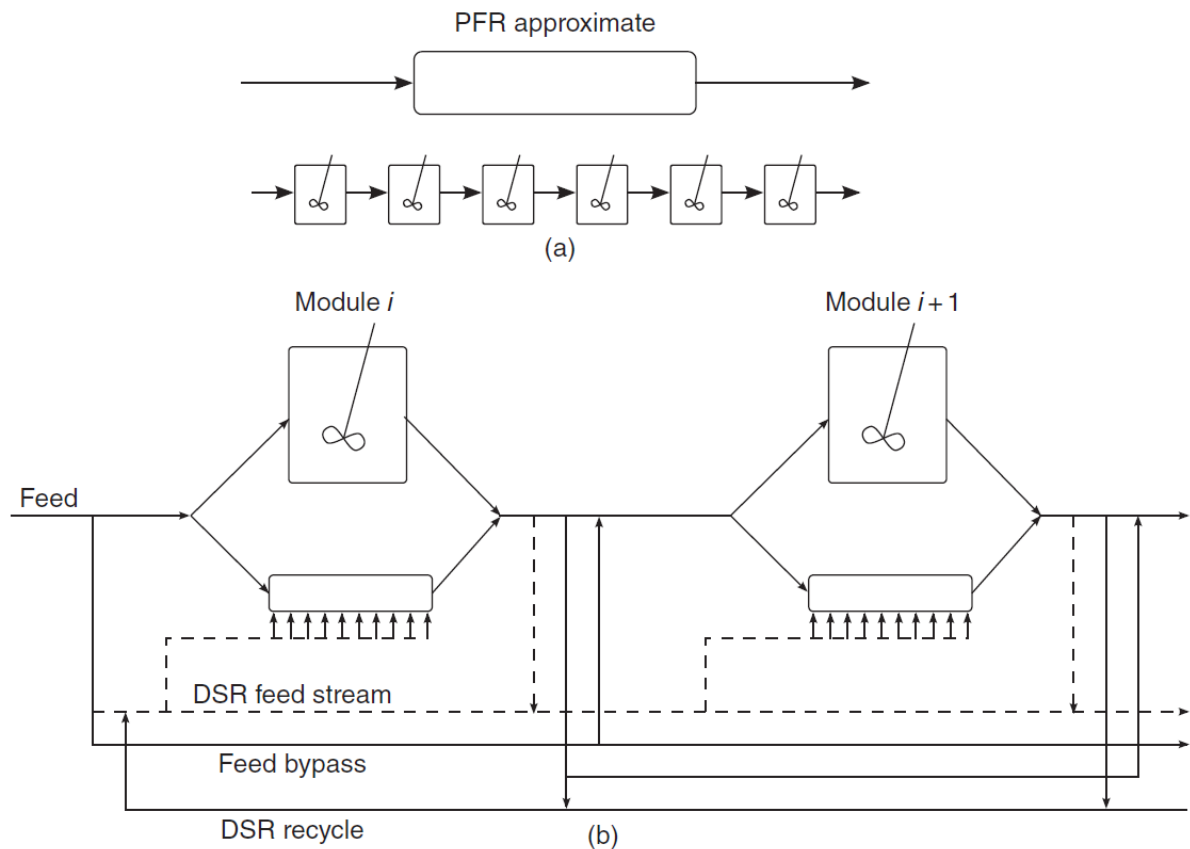 PFR approximate
(a)
Module i
Module i + 1
Feed
DSR feed stream
Feed bypass
DSR recycle
(b)